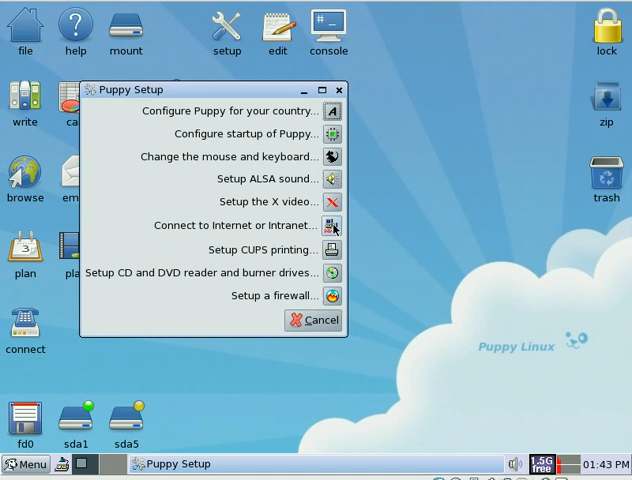 file
help
mount
setup
edit
console
lock
Puppy Setup
write
zip
Configure Puppy for your country...
Configure startup of Puppy...
Change the mouse and keyboard...
Setup ALSA sound...
browse
em
trash
Setup the X video...
Connect to Internet or Intranet...
Setup CUPS printing...
plan
pla
Setup CD and DVD reader and burner drives...
Setup a firewall...
Cancel
connect
Puppy Linux
fd0
sda1
sda5
Menu
Puppy Setup
1.5G
free
01:43 PM